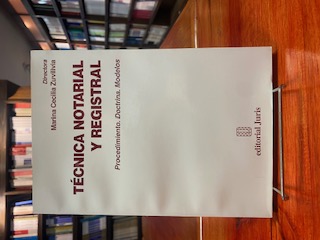 Directora
Marina Cecilia Zuvilivia
TÉCNICA NOTARIAL
Y REGISTRAL
Procedimiento. Doctrina. Modelos
editorial Juris